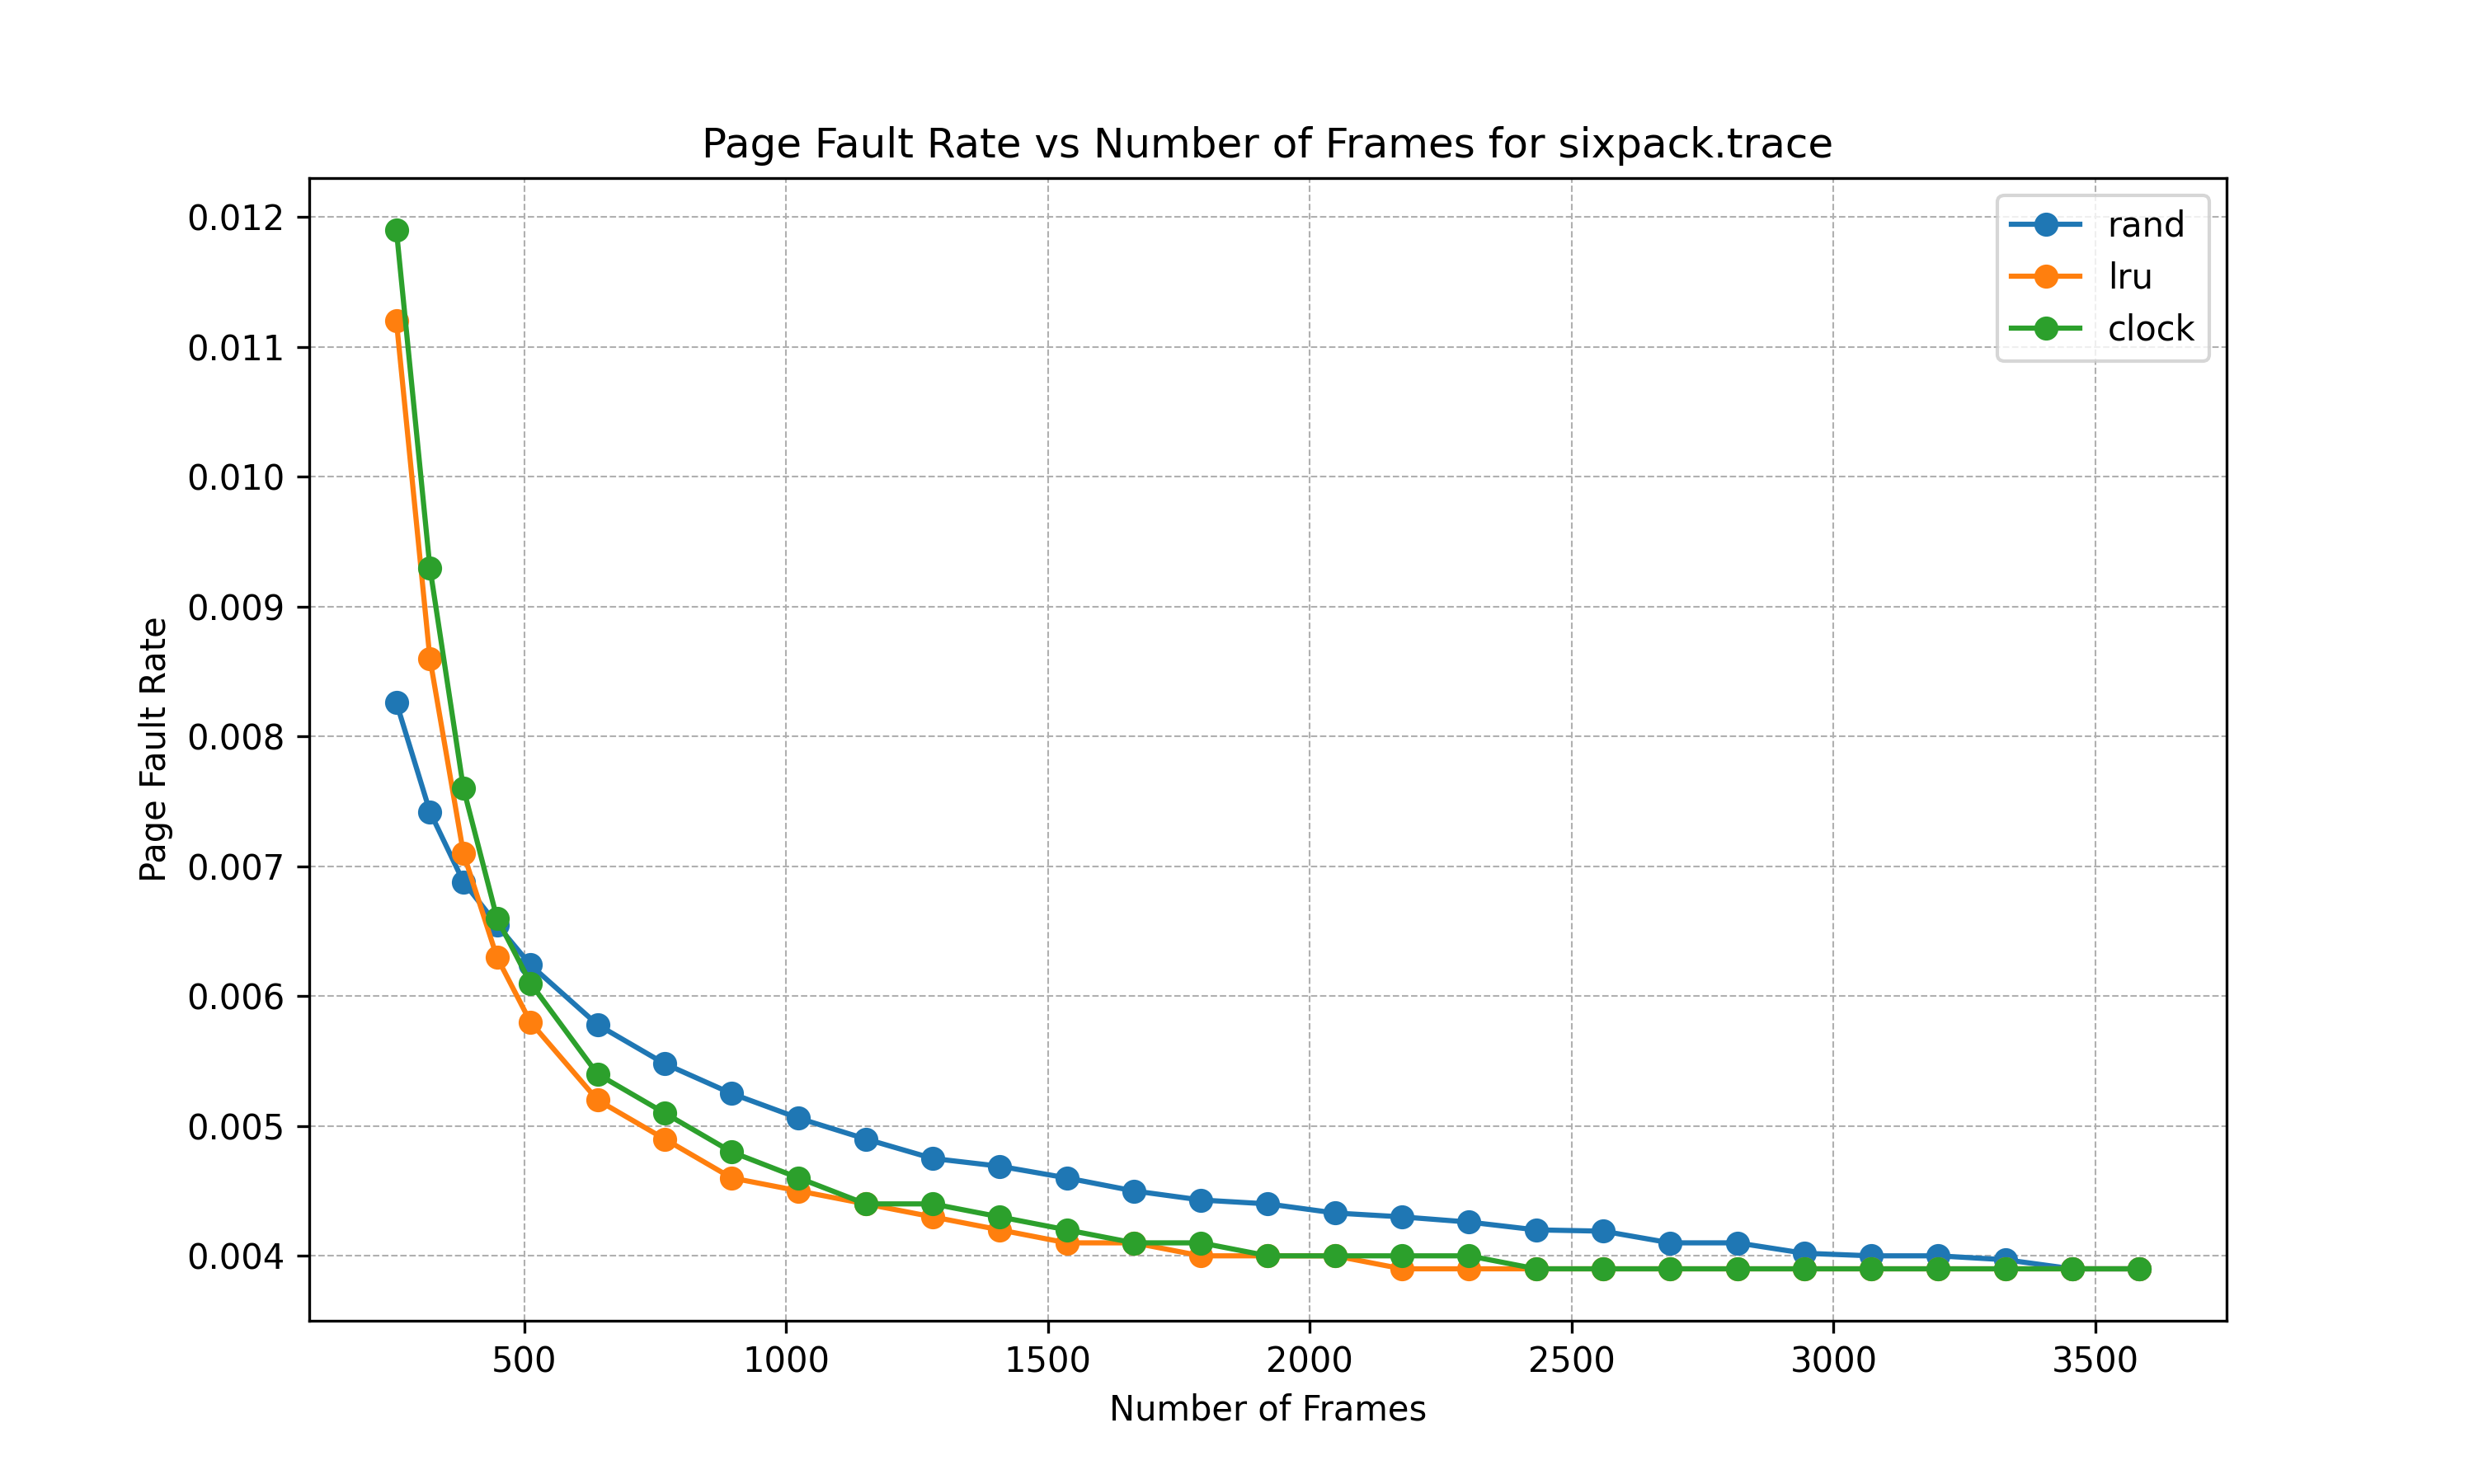 Page Fault Rate vs Number of Frames for sixpack.trace
rand
lru
clock
0.012
0.011
0.010
0.009
0.008
0.007
0.006
0.005
0.004
Page Fault Rate
500 1000 1500 2000 2500 3000 3500
Number of Frames